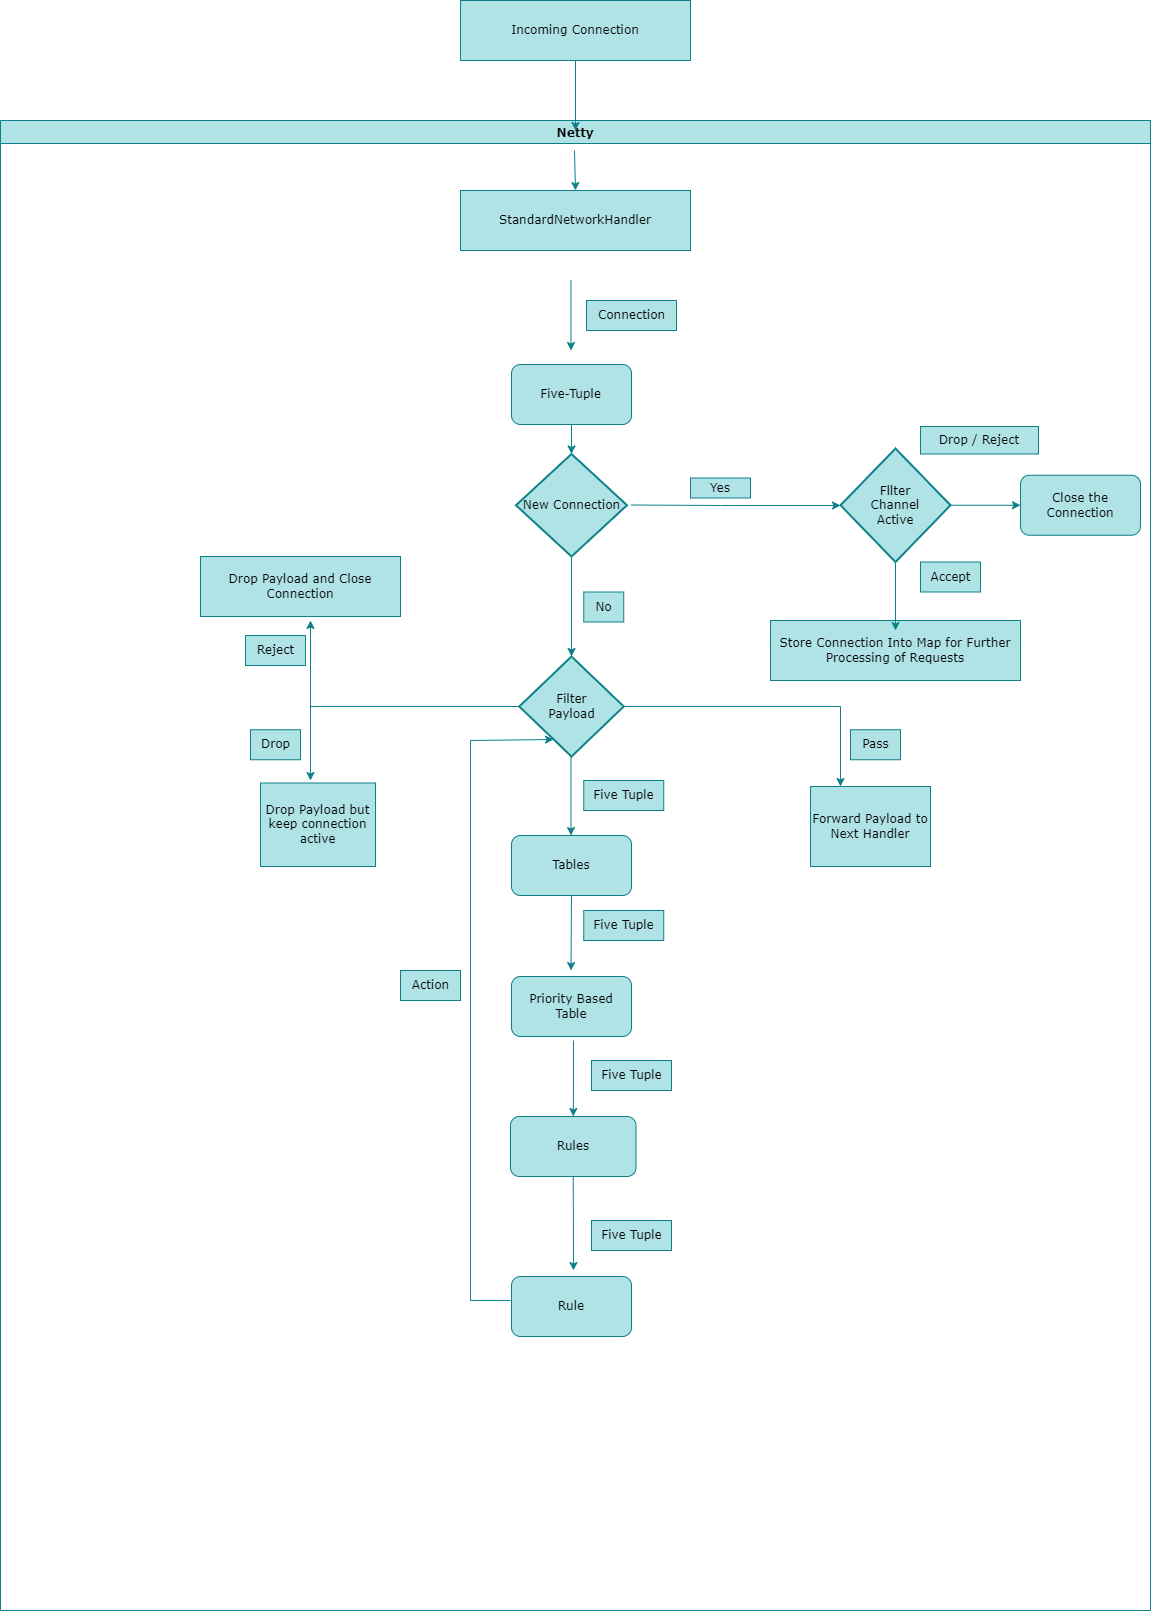 Incoming Connection
Netty
StandardNetworkHandler
Connection
Five-Tuple
Drop / Reject
Yes
New Connection
FIlter
Channel
Active
Close the
Connection
Drop Payload and Close
Connection
Accept
No
Reject
Store Connection Into Map for Further
Processing of Requests
Filter
Payload
Drop
Pass
Five Tuple
Drop Payload but
keep connection
active
Forward Payload to
Next Handler
Tables
Five Tuple
Action
Priority Based
Table
Five Tuple
Rules
Five Tuple
Rule